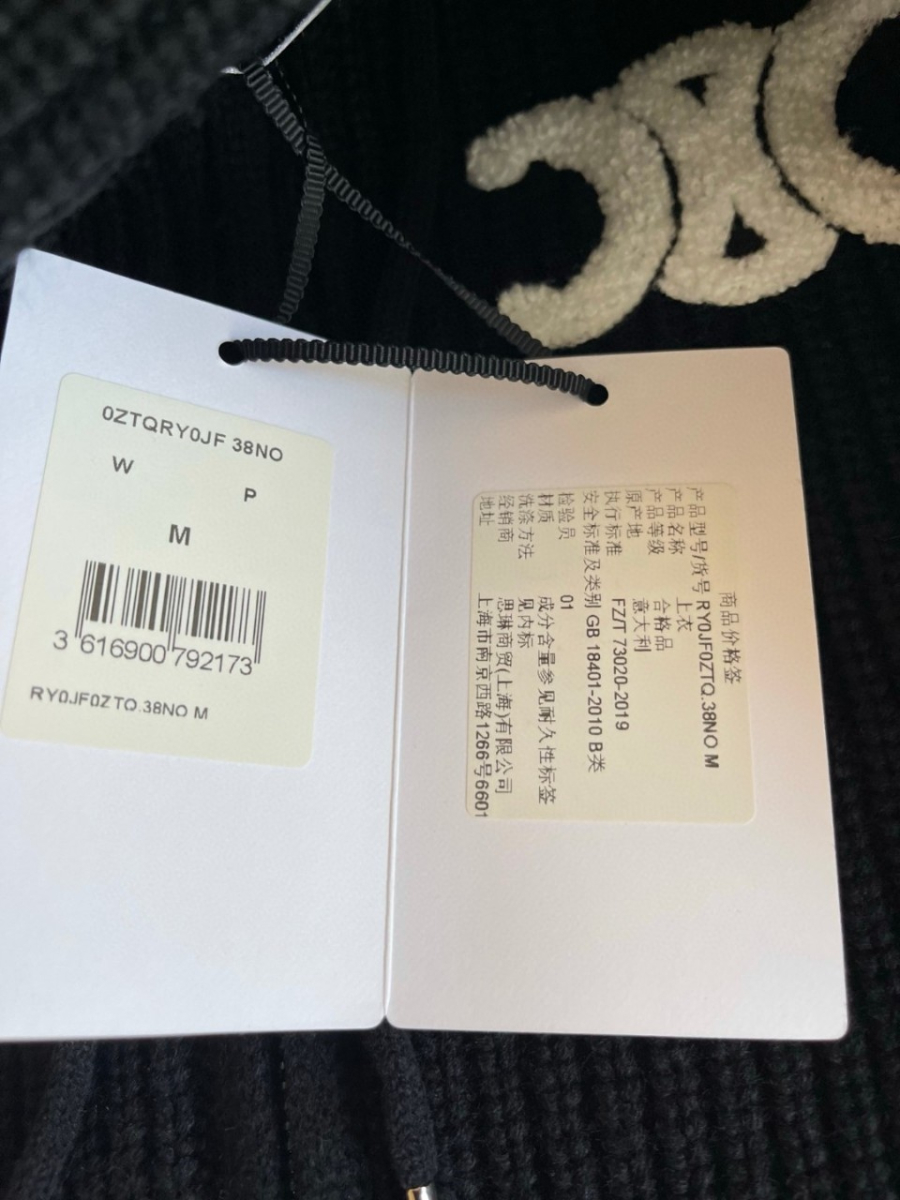 0ZTQRY0JF 38NO
W
P
M
3 616900 792173
RY0JF0ZTQ.38NO M
商品价格签
产品型号/货号 RY0JF0ZTQ.38NO M
产品名称 上衣
产品等级 合格品
原产地 意大利
执行标准 FZ/T 73020-2019
安全标准及类别 GB 18401-2010 B类
检验员 01
材质 成分含量参见耐久性标签
洗涤方法 见内标
经销商 思琳商贸(上海)有限公司
地址 上海市南京西路1266号6601